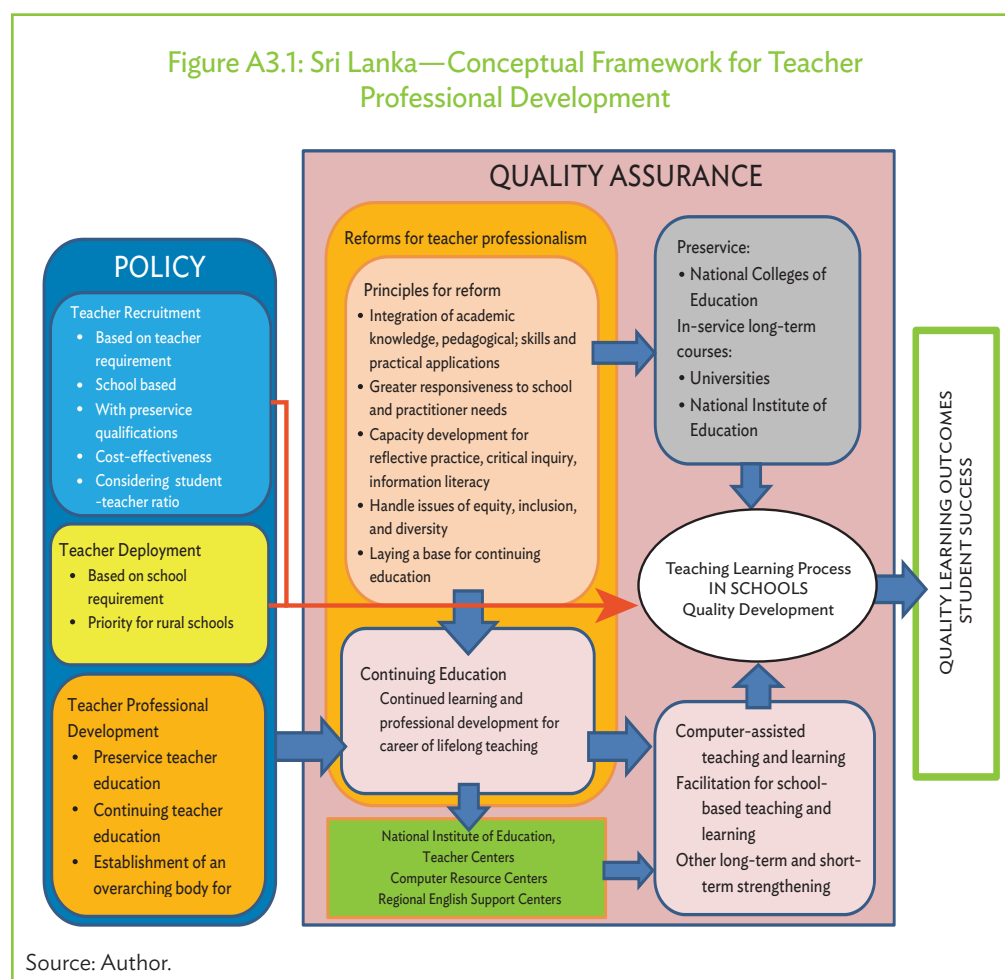 Figure A3.1: Sri Lanka—Conceptual Framework for Teacher
Professional Development
POLICY
Teacher Recruitment
• Based on teacher
requirement
• School based
• With preservice
qualifications
• Cost-effectiveness
• Considering student
-teacher ratio
Teacher Deployment
• Based on school
requirement
• Priority for rural schools
Teacher Professional
Development
• Preservice teacher
education
• Continuing teacher
education
• Establishment of an
overarching body for
QUALITY ASSURANCE
Reforms for teacher professionalism
Principles for reform
• Integration of academic
knowledge, pedagogical; skills and
practical applications
• Greater responsiveness to school
and practitioner needs
• Capacity development for
reflective practice, critical inquiry,
information literacy
• Handle issues of equity, inclusion,
and diversity
• Laying a base for continuing
education
Continuing Education
Continued learning and
professional development for
career of lifelong teaching
National Institute of Education,
Teacher Centers
Computer Resource Centers
Regional English Support Centers
Preservice:
• National Colleges of
Education
In-service long-term
courses:
• Universities
• National Institute of
Education
Teaching Learning Process
IN SCHOOLS
Quality Development
Computer-assisted
teaching and learning
Facilitation for school-
based teaching and
learning
Other long-term and short-
term strengthening
QUALITY LEARNING OUTCOMES
STUDENT SUCCESS
Source: Author.